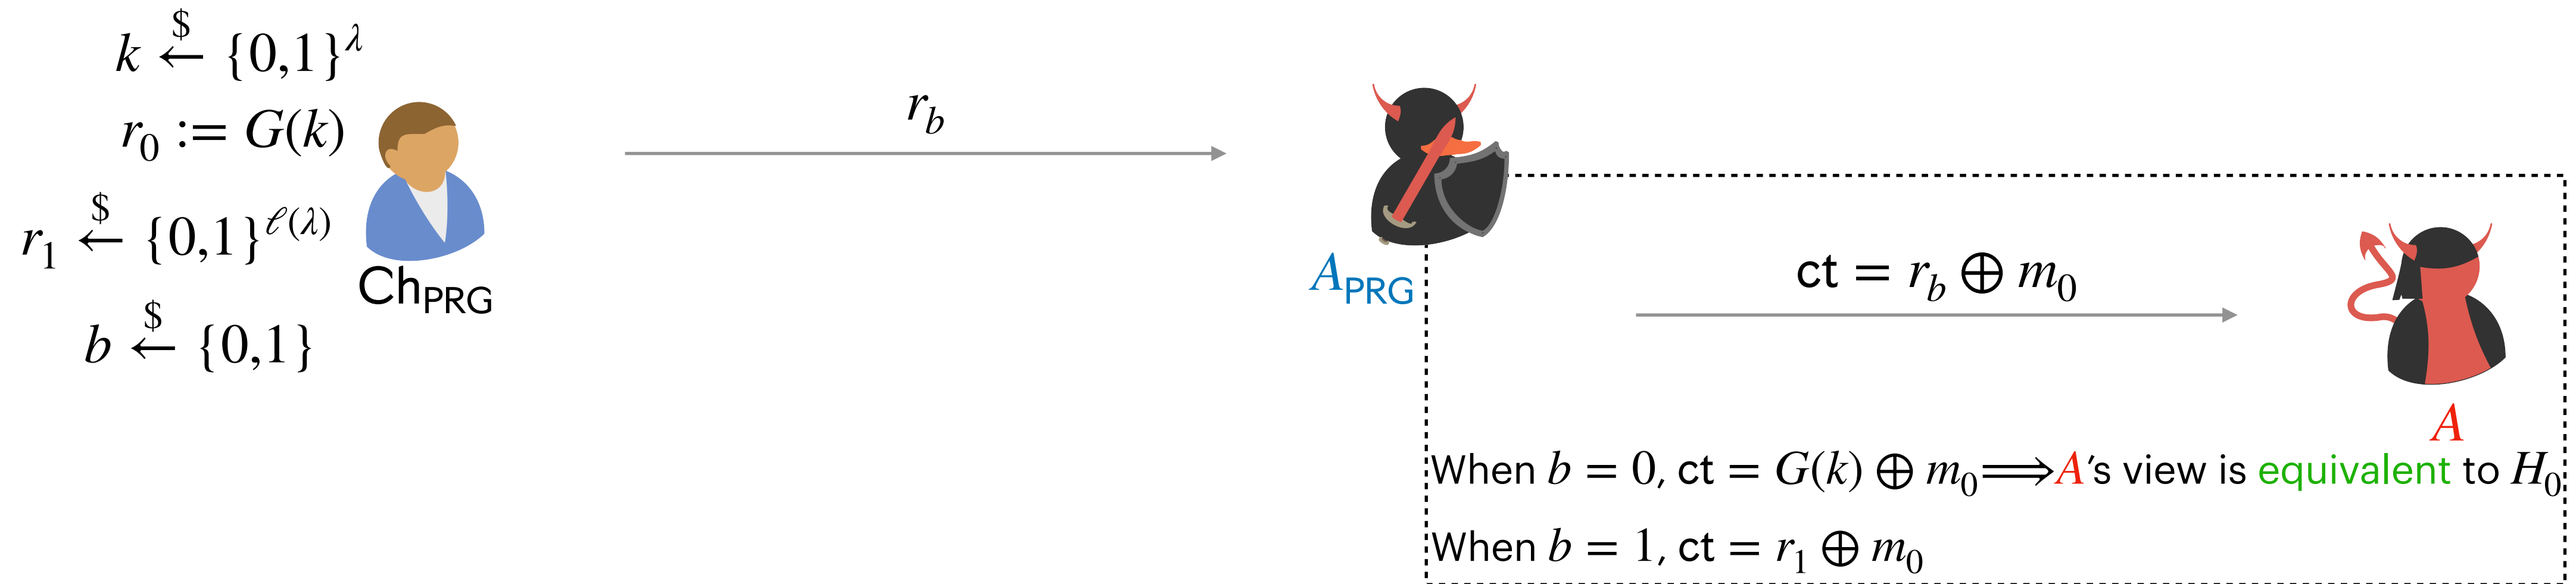 k $← {0,1}^λ
r_0 := G(k)
r_1 $← {0,1}^ℓ(λ)
b $← {0,1}
Ch_PRG
r_b
A_PRG
ct = r_b ⊕ m_0
A
When b = 0, ct = G(k) ⊕ m_0 ⟹ A's view is equivalent to H_0
When b = 1, ct = r_1 ⊕ m_0